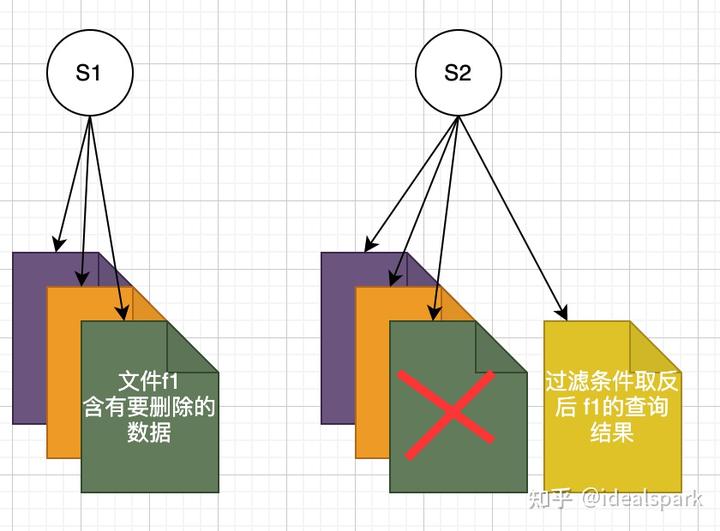 S1
S2
文件f1
含有要删除的
数据
过滤条件取反
后 f1的查询
结果
知乎 @idealspark